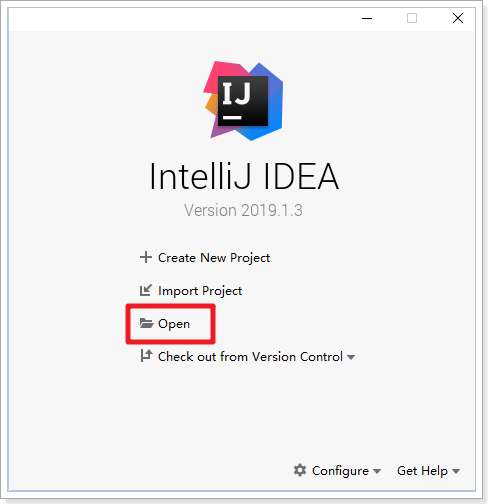 IJ
IntelliJ IDEA
Version 2019.1.3
Create New Project
Import Project
Open
Check out from Version Control
Configure Get Help